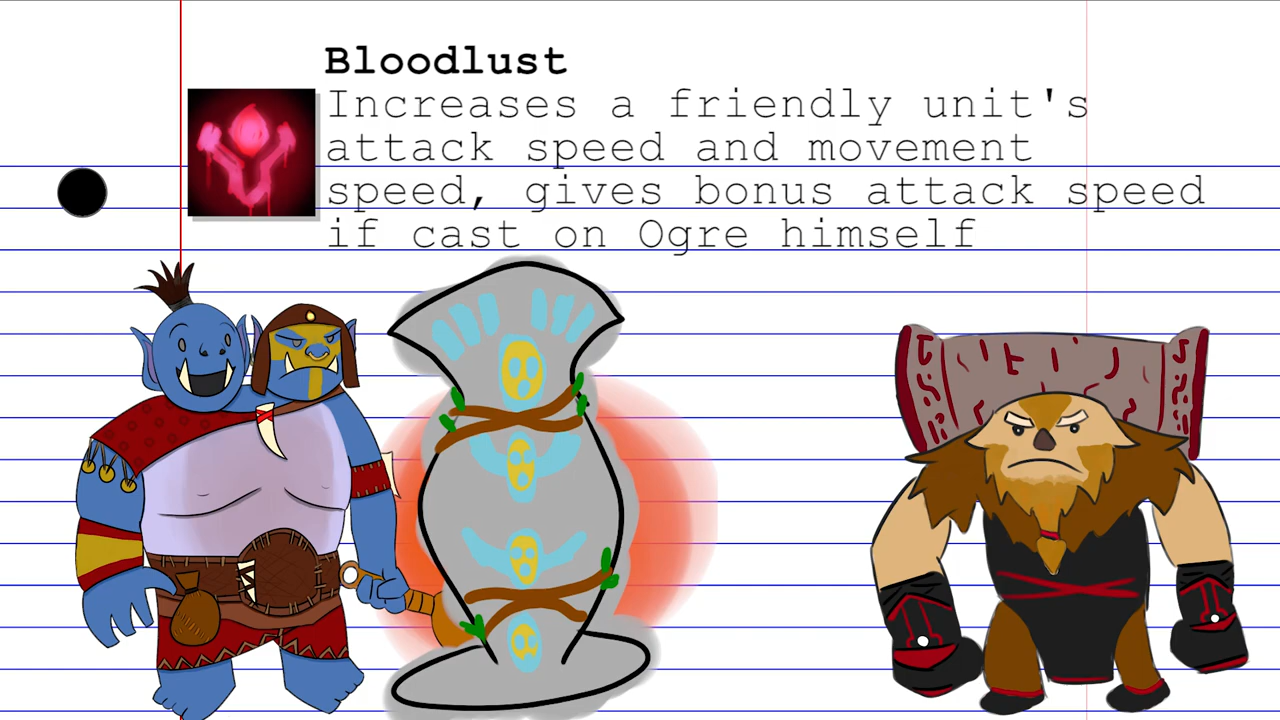 Bloodlust
Increases a friendly unit's
attack speed and movement
speed, gives bonus attack speed
if cast on Ogre himself